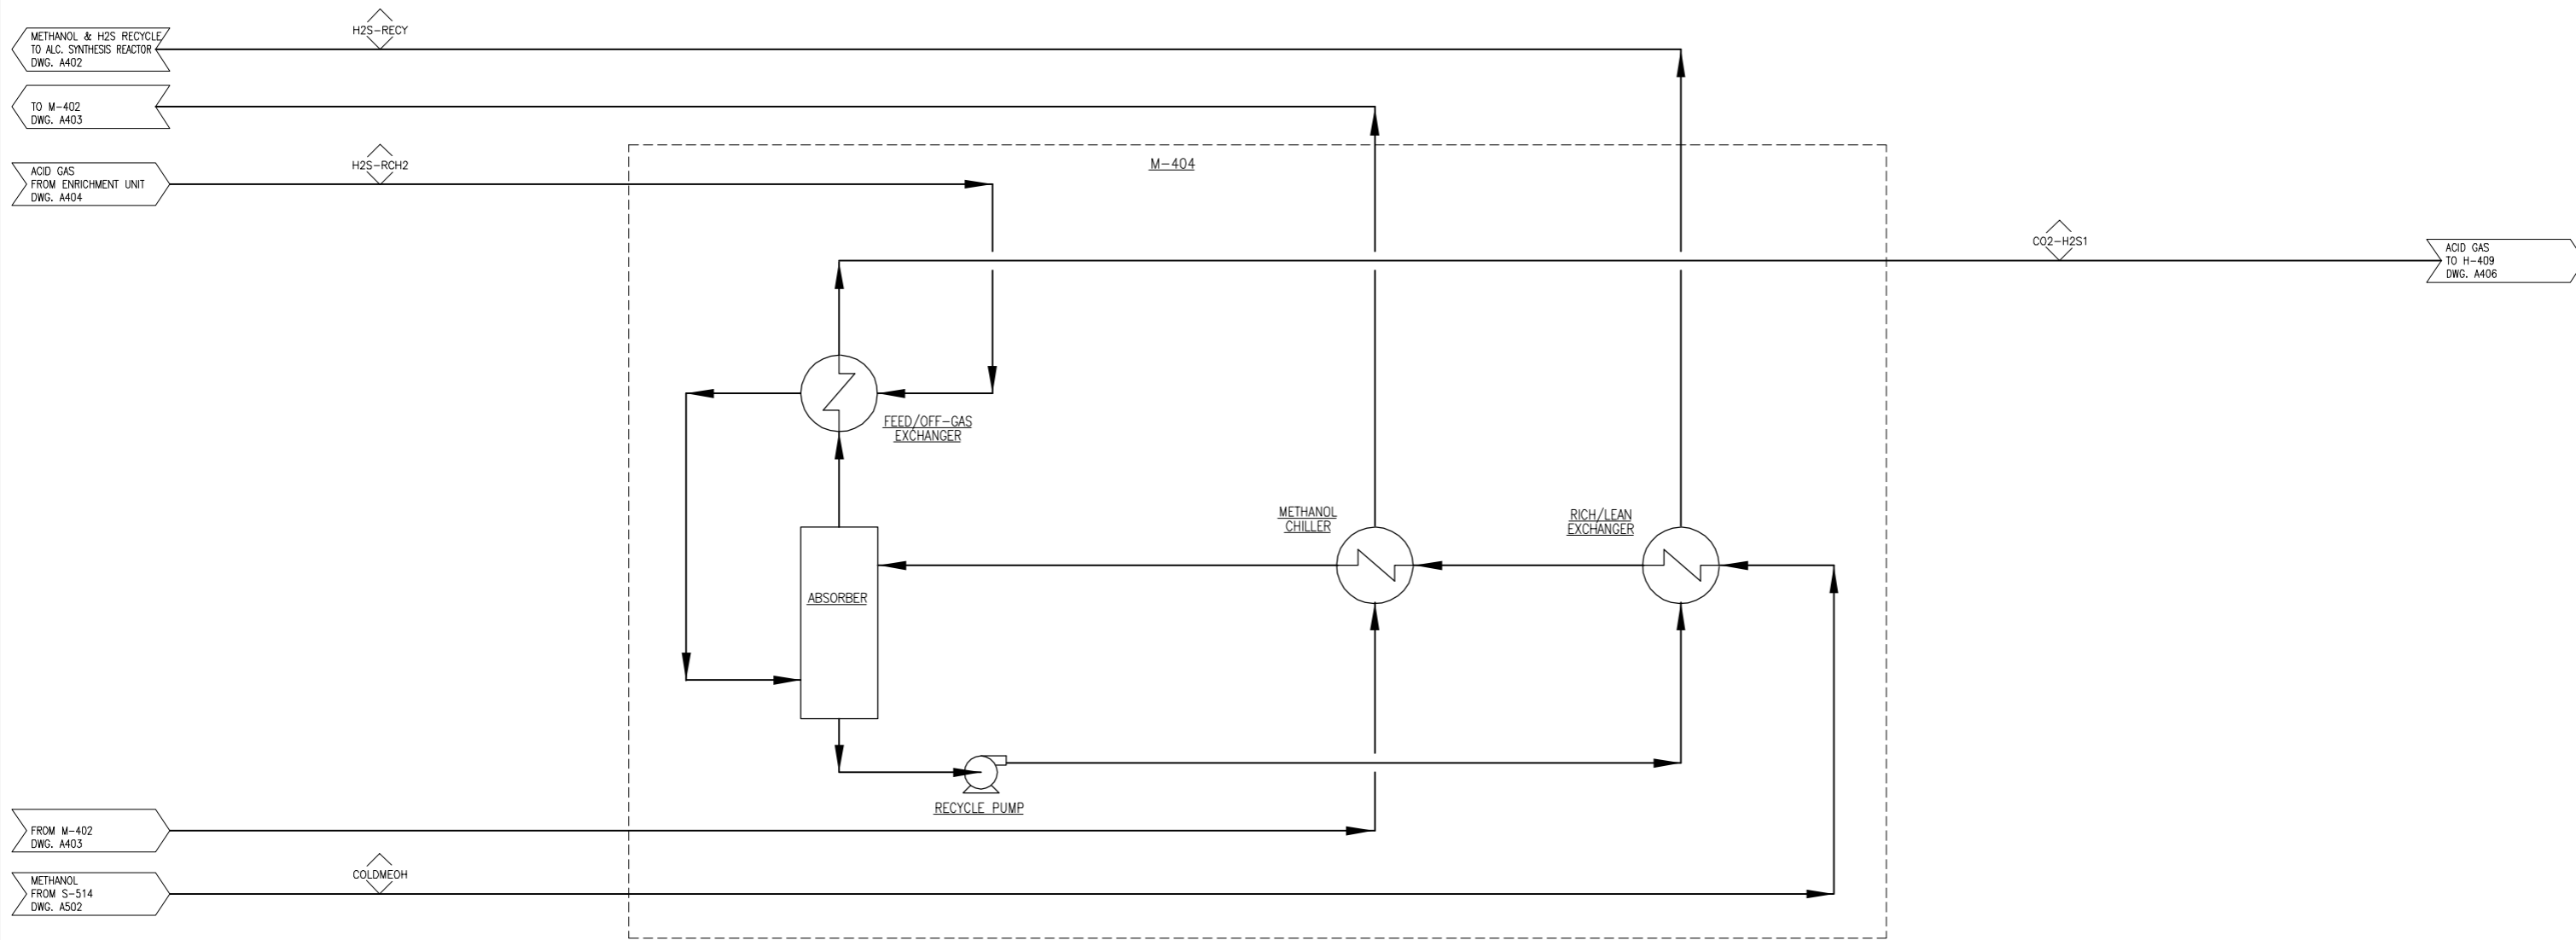 H2S-RECY
METHANOL & H2S RECYCLE
TO ALC. SYNTHESIS REACTOR
DWG. A402
TO M-402
DWG. A403
M-404
H2S-RCH2
ACID GAS
FROM ENRICHMENT UNIT
DWG. A404
CO2-H2S1
ACID GAS
TO H-409
DWG. A406
FEED/OFF-GAS
EXCHANGER
METHANOL
CHILLER
RICH/LEAN
EXCHANGER
ABSORBER
RECYCLE PUMP
FROM M-402
DWG. A403
COLDMEOH
METHANOL
FROM S-514
DWG. A502